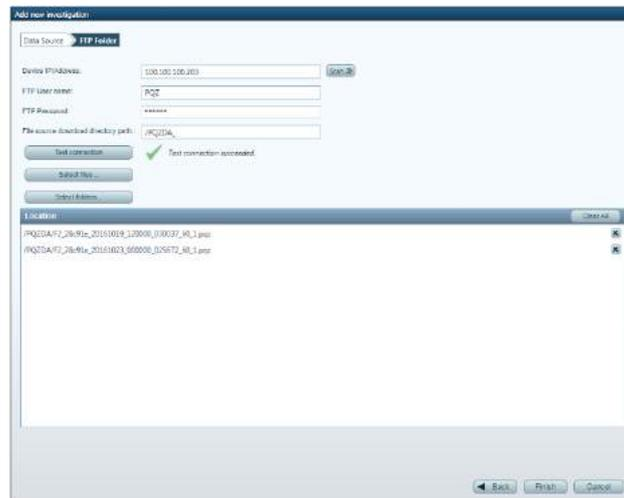 Add new investigation
Data Source
FTP Folder
Device IP/Address:
100.100.100.203
Scan
FTP User name:
PQZ
FTP Password:
******
File source download directory path:
/PQZDA_
Test connection
Test connection succeeded.
Select files ...
Select folders...
Location
Clear All
◀ Back
Finish
Cancel